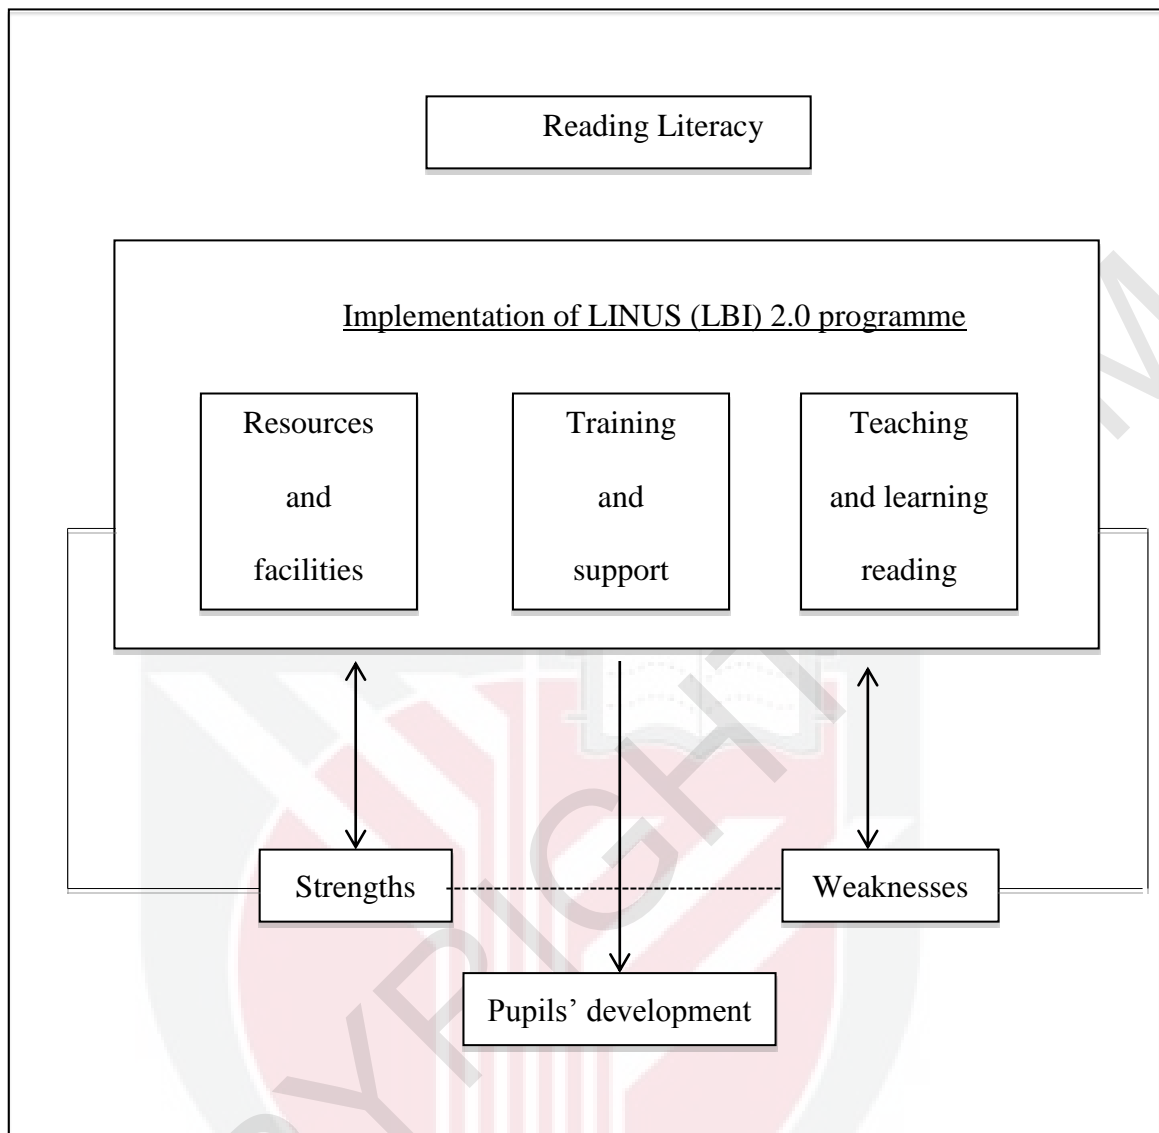 Reading Literacy
Implementation of LINUS (LBI) 2.0 programme
Resources
and
facilities
Training
and
support
Teaching
and learning
reading
Strengths
Weaknesses
Pupils’ development